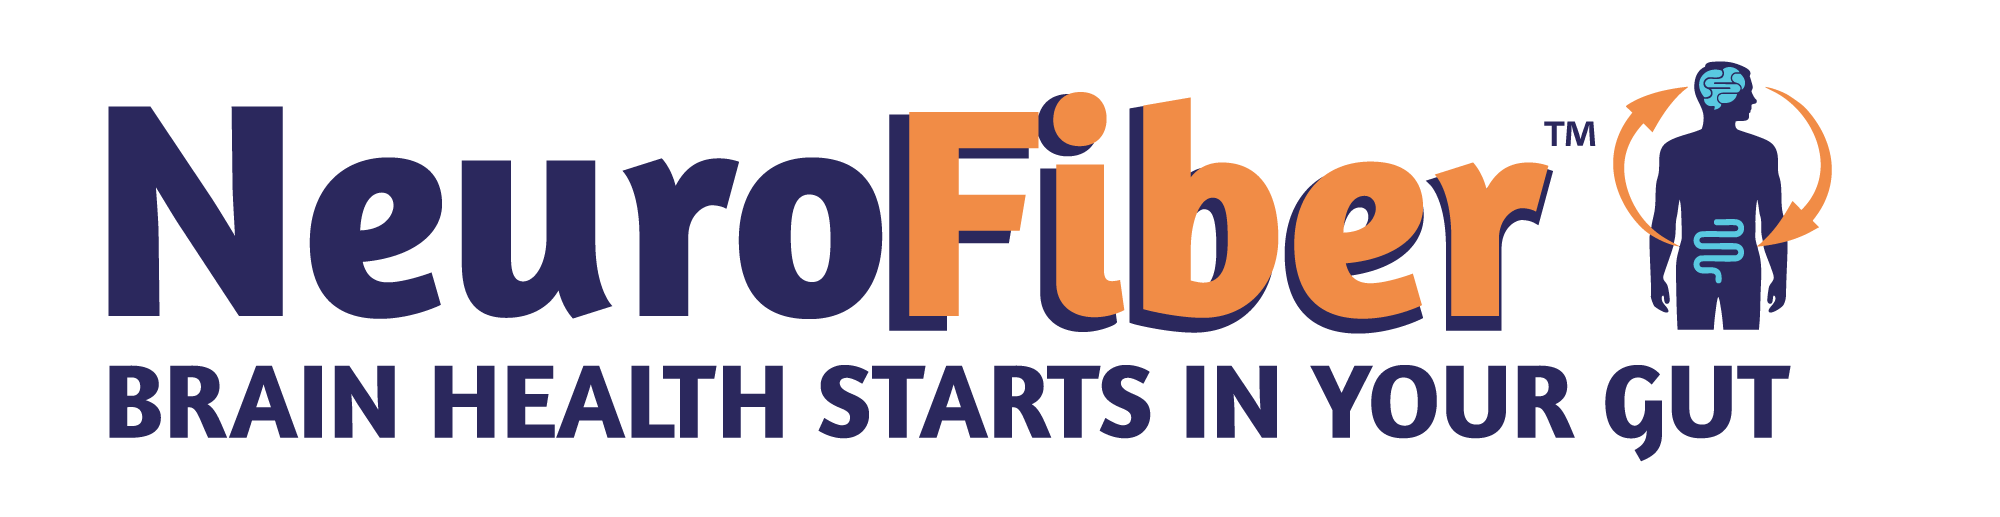 NeuroFiber™
BRAIN HEALTH STARTS IN YOUR GUT